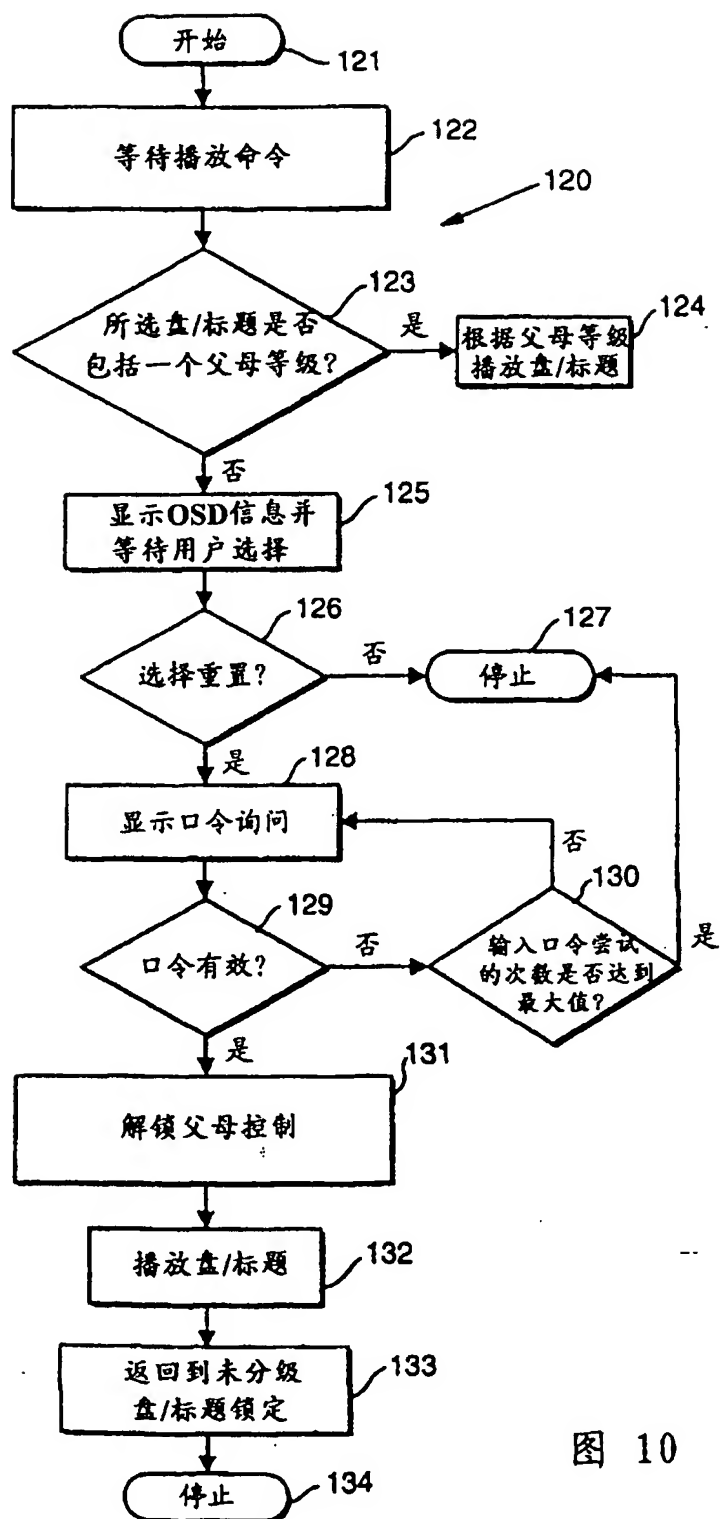 开始
121
等待播放命令
122
120
所选盘/标题是否
包括一个父母等级?
123
是
根据父母等级
播放盘/标题
124
否
显示OSD信息并
等待用户选择
125
选择重置?
126
否
停止
127
是
显示口令询问
128
否
口令有效?
129
否
输入口令尝试
的次数是否达到
最大值?
130
是
是
解锁父母控制
131
播放盘/标题
132
返回到未分级
盘/标题锁定
133
停止
134
图 10